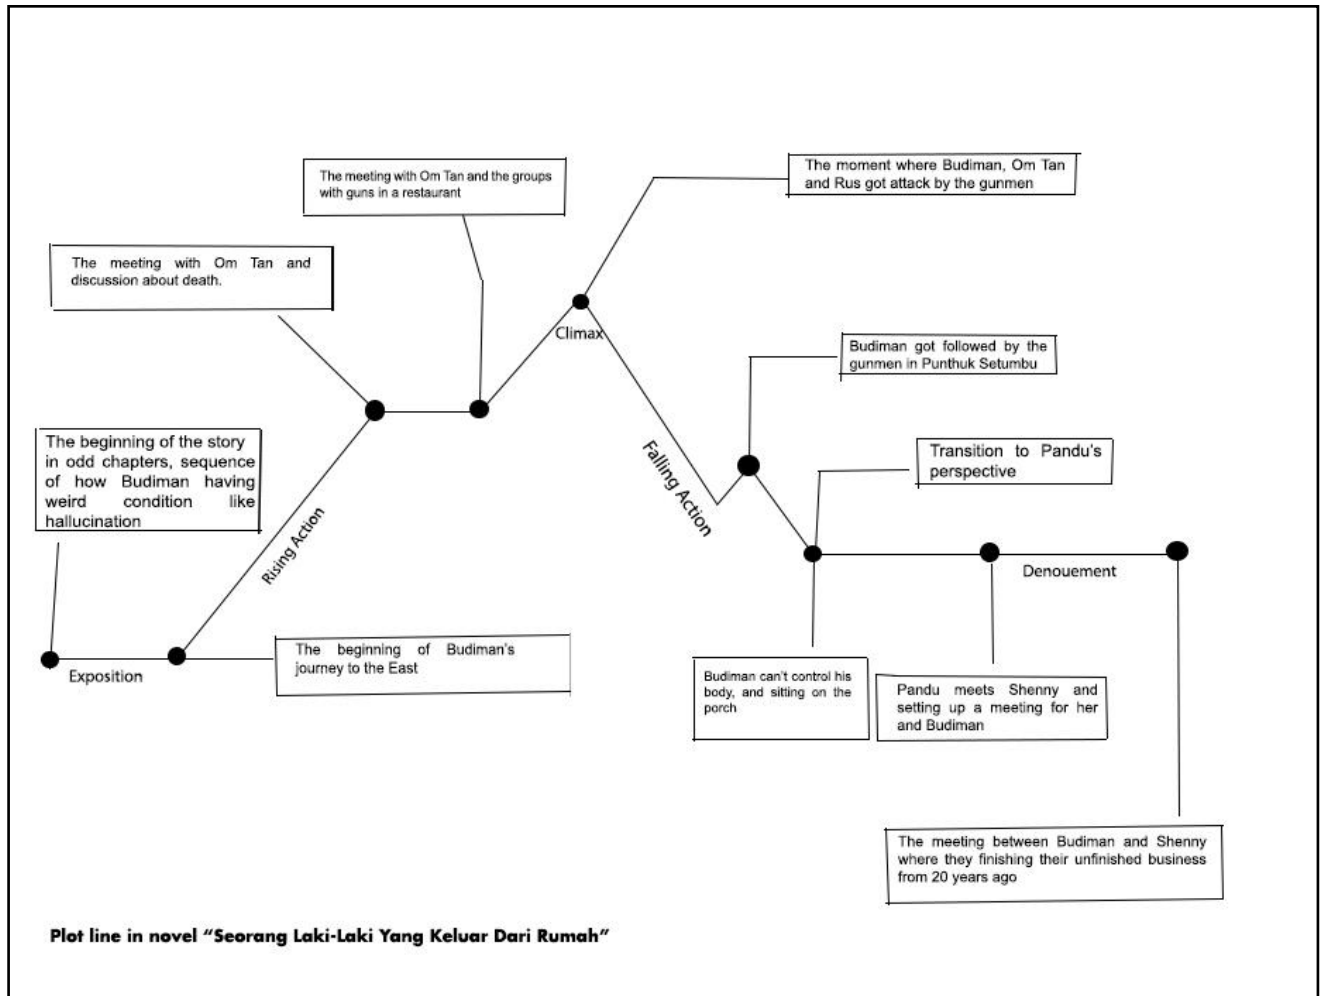 The meeting with Om Tan and the groups
with guns in a restaurant
The moment where Budiman, Om Tan
and Rus got attack by the gunmen
The meeting with Om Tan and
discussion about death.
Climax
Budiman got followed by the
gunmen in Punthuk Setumbu
The beginning of the story
in odd chapters, sequence
of how Budiman having
weird condition like
hallucination
Rising Action
Falling Action
Transition to Pandu's
perspective
Denouement
Exposition
The beginning of Budiman's
journey to the East
Budiman can't control his
body, and sitting on the
porch
Pandu meets Shenny and
setting up a meeting for her
and Budiman
The meeting between Budiman and Shenny
where they finishing their unfinished business
from 20 years ago
Plot line in novel “Seorang Laki-Laki Yang Keluar Dari Rumah”